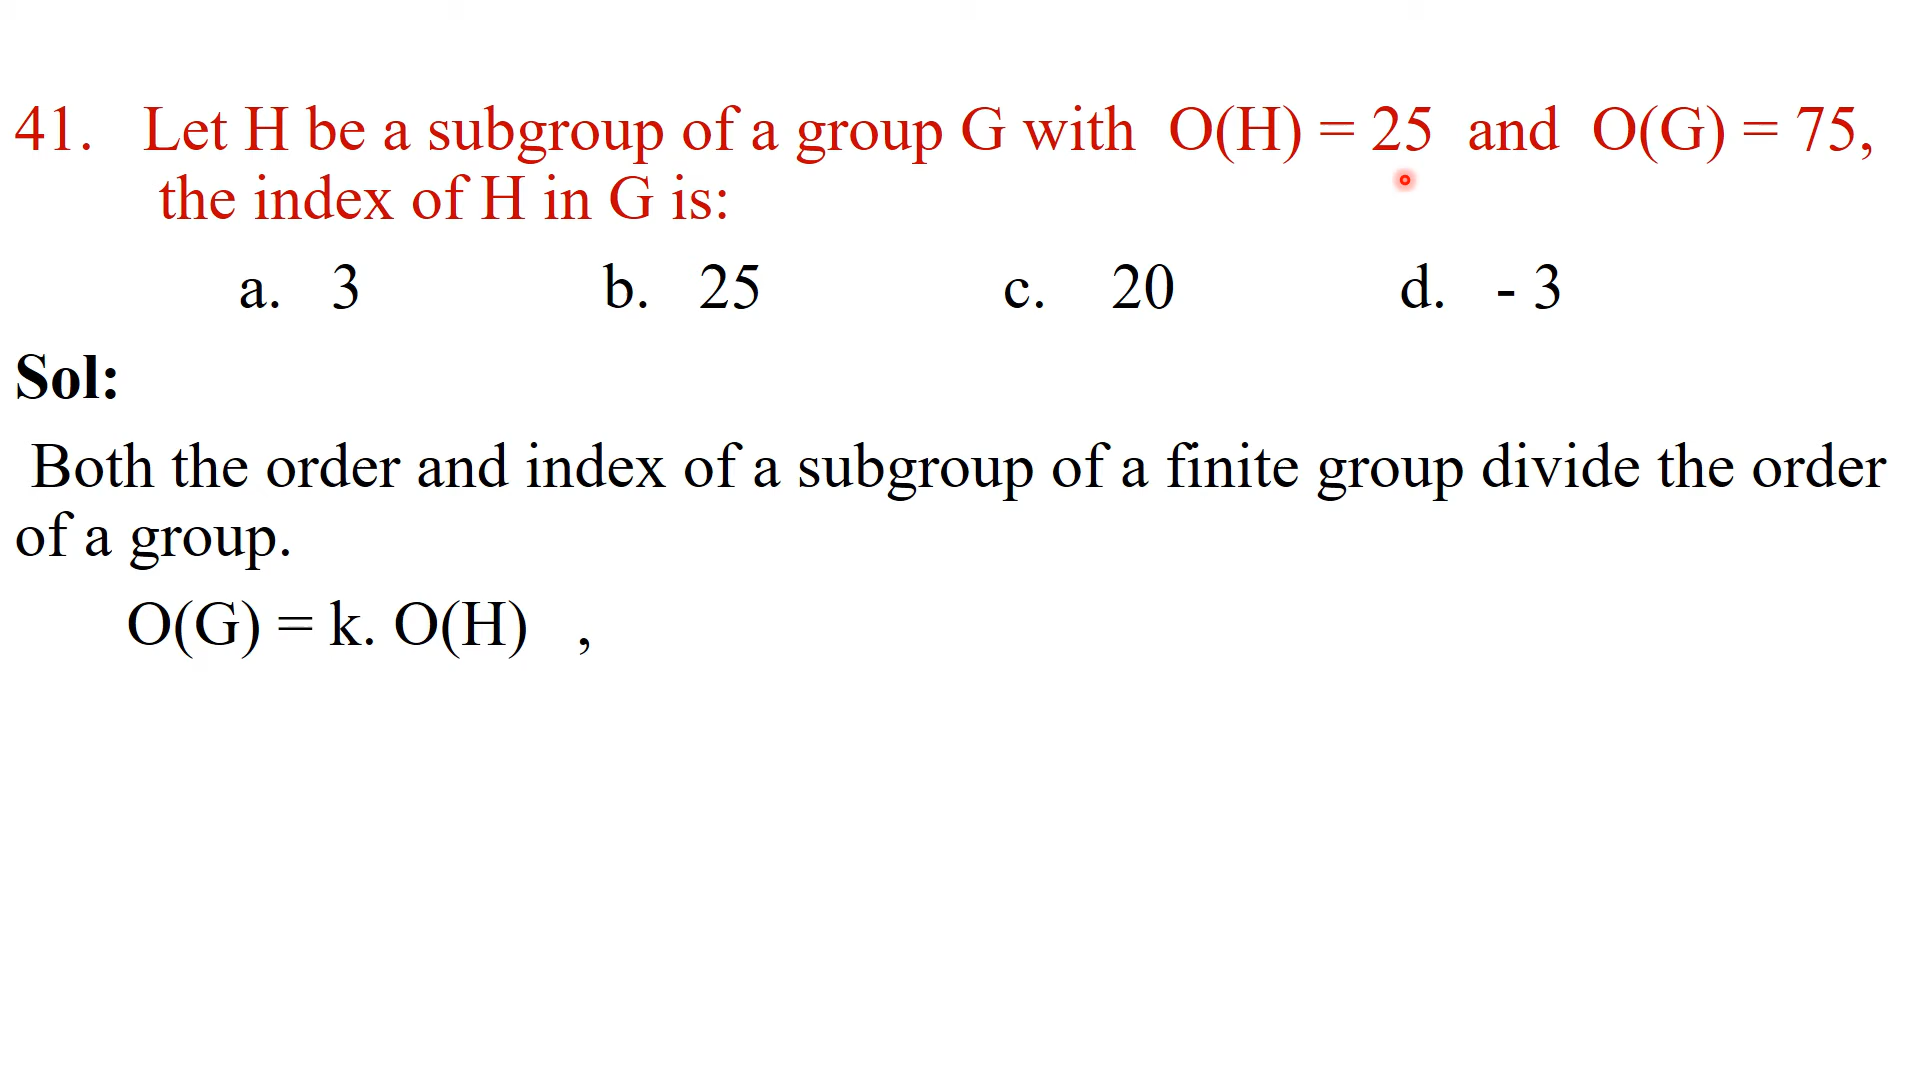 41. Let H be a subgroup of a group G with O(H) = 25 and O(G) = 75,
the index of H in G is:
a. 3 b. 25 c. 20 d. - 3
Sol:
Both the order and index of a subgroup of a finite group divide the order
of a group.
O(G) = k. O(H) ,